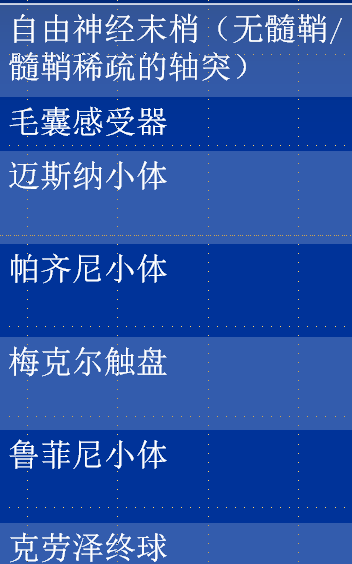 自由神经末梢（无髓鞘/
髓鞘稀疏的轴突）
毛囊感受器
迈斯纳小体
帕齐尼小体
梅克尔触盘
鲁菲尼小体
克劳泽终球